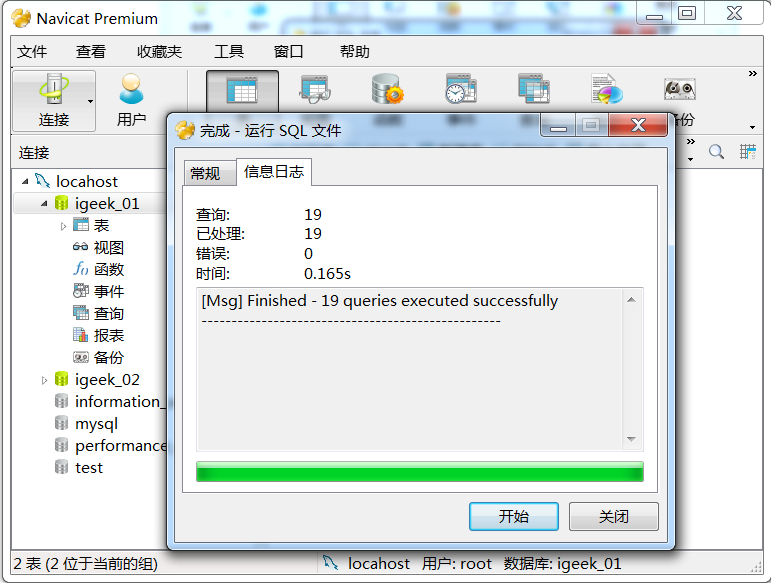 Navicat Premium
文件 查看 收藏夹 工具 窗口 帮助
连接 用户 备份
完成 - 运行 SQL 文件
连接
常规 信息日志
locahost
igeek_01
表
视图
函数
事件
查询
报表
备份
igeek_02
information_
mysql
performance
test
查询: 19
已处理: 19
错误: 0
时间: 0.165s
[Msg] Finished - 19 queries executed successfully
--------------------------------------------------
开始 关闭
2 表 (2 位于当前的组) locahost 用户: root 数据库: igeek_01